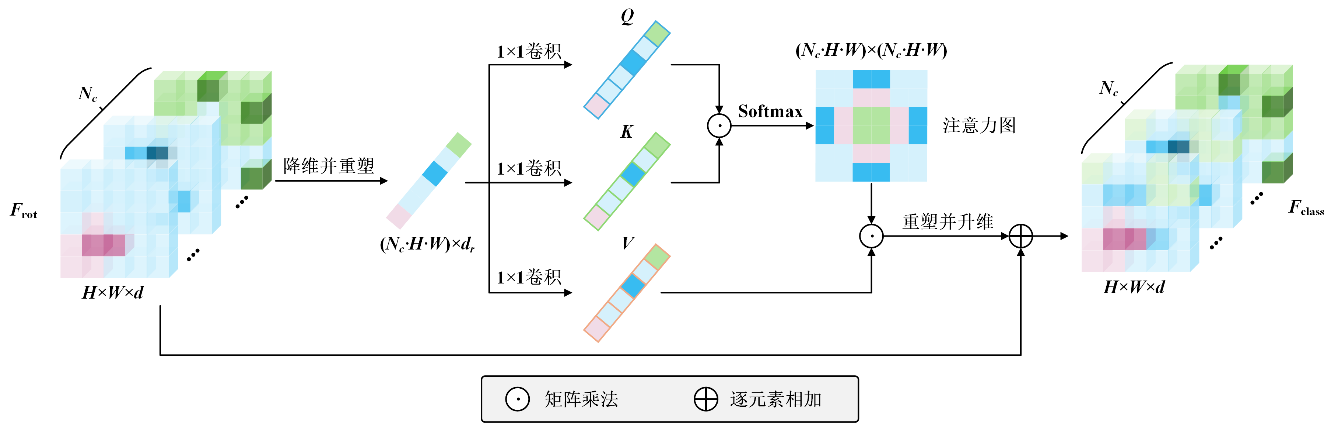 N_c
F_rot
H×W×d
降维并重塑
(N_c·H·W)×d_r
1×1卷积
Q
1×1卷积
K
1×1卷积
V
Softmax
(N_c·H·W)×(N_c·H·W)
注意力图
重塑并升维
N_c
F_class
H×W×d
矩阵乘法
逐元素相加